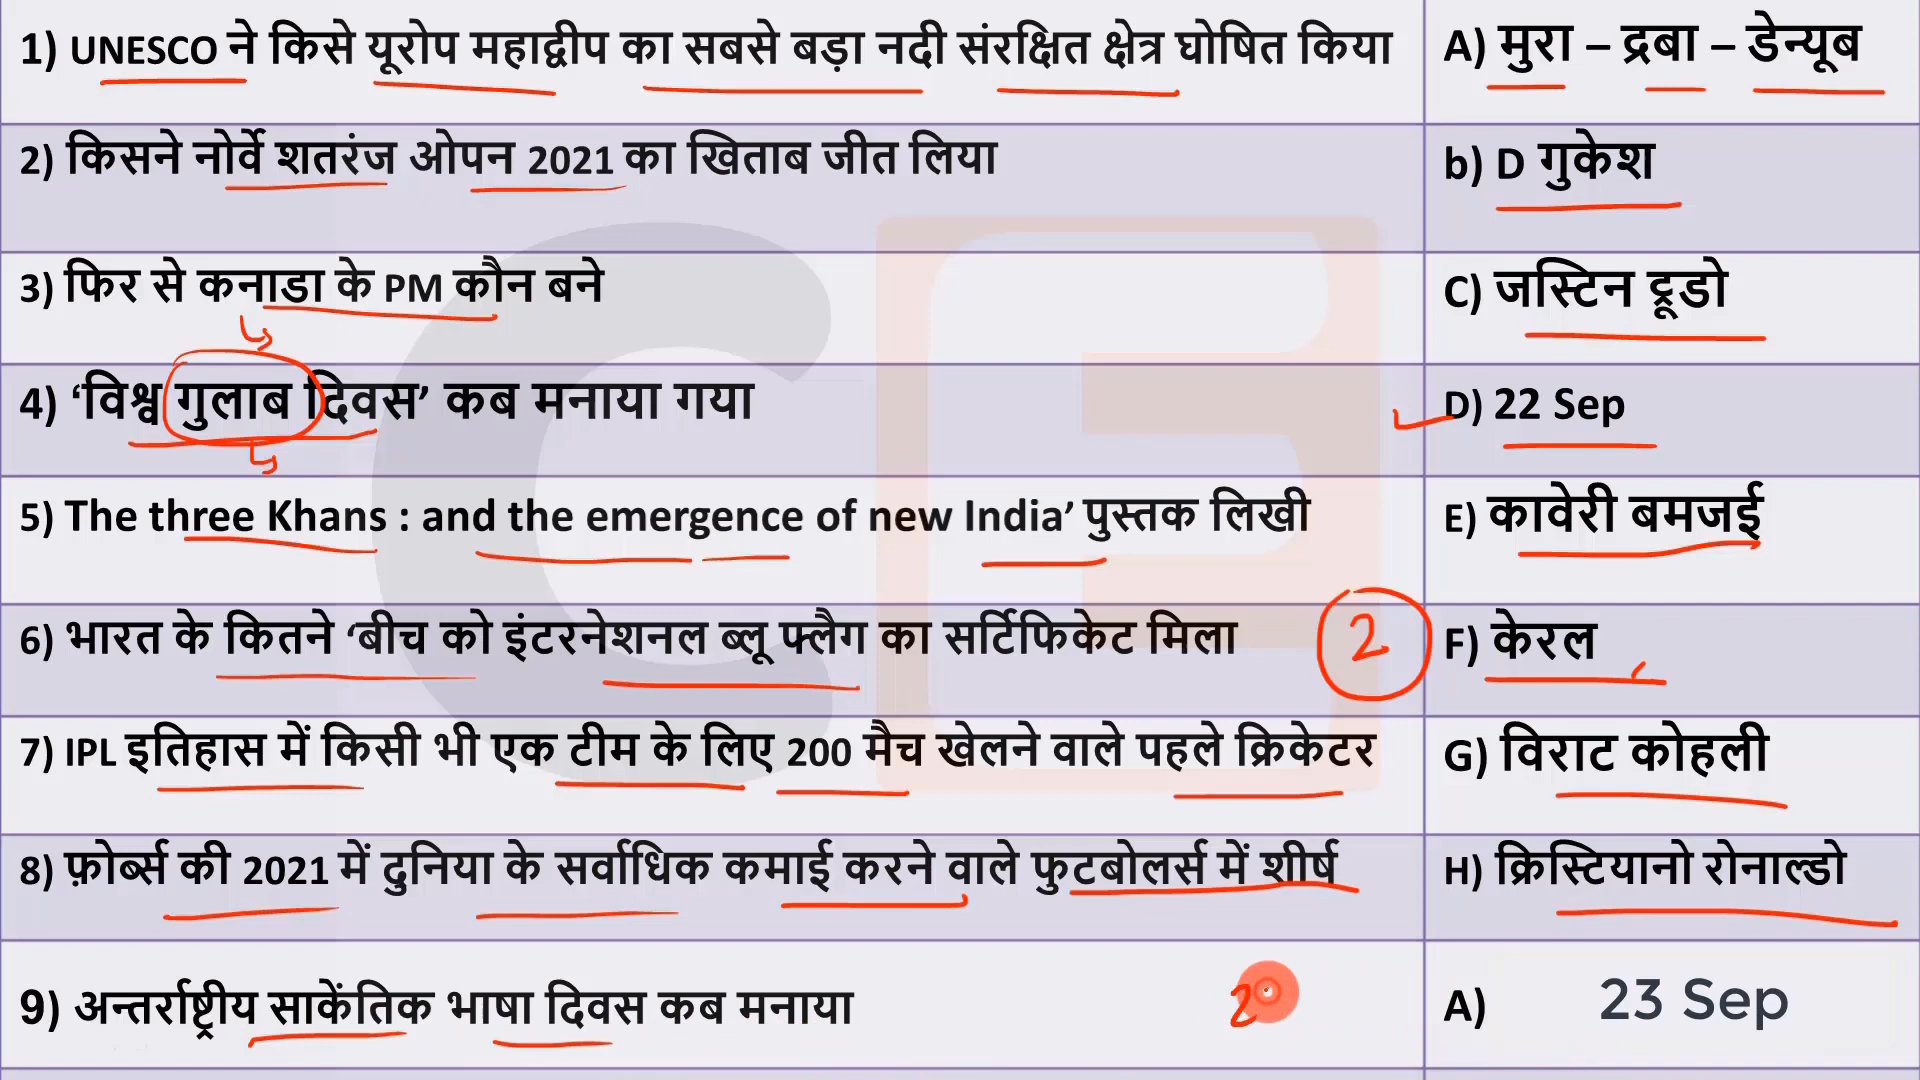 1) UNESCO ने किसे यूरोप महाद्वीप का सबसे बड़ा नदी संरक्षित क्षेत्र घोषित किया
A) मुरा – द्रबा – डेन्यूब
2) किसने नोर्वे शतरंज ओपन 2021 का खिताब जीत लिया
b) D गुकेश
3) फिर से कनाडा के PM कौन बने
C) जस्टिन ट्रूडो
4) ‘विश्व गुलाब दिवस’ कब मनाया गया
D) 22 Sep
5) The three Khans : and the emergence of new India’ पुस्तक लिखी
E) कावेरी बमजई
6) भारत के कितने ‘बीच को इंटरनेशनल ब्लू फ्लैग का सर्टिफिकेट मिला
2
F) केरल
7) IPL इतिहास में किसी भी एक टीम के लिए 200 मैच खेलने वाले पहले क्रिकेटर
G) विराट कोहली
8) फ़ोर्ब्स की 2021 में दुनिया के सर्वाधिक कमाई करने वाले फुटबोलर्स में शीर्ष
H) क्रिस्टियानो रोनाल्डो
9) अन्तर्राष्ट्रीय साकेंतिक भाषा दिवस कब मनाया
2
A) 23 Sep